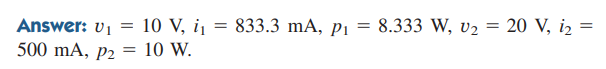 Answer: v₁ = 10 V, i₁ = 833.3 mA, p₁ = 8.333 W, v₂ = 20 V, i₂ =
500 mA, p₂ = 10 W.